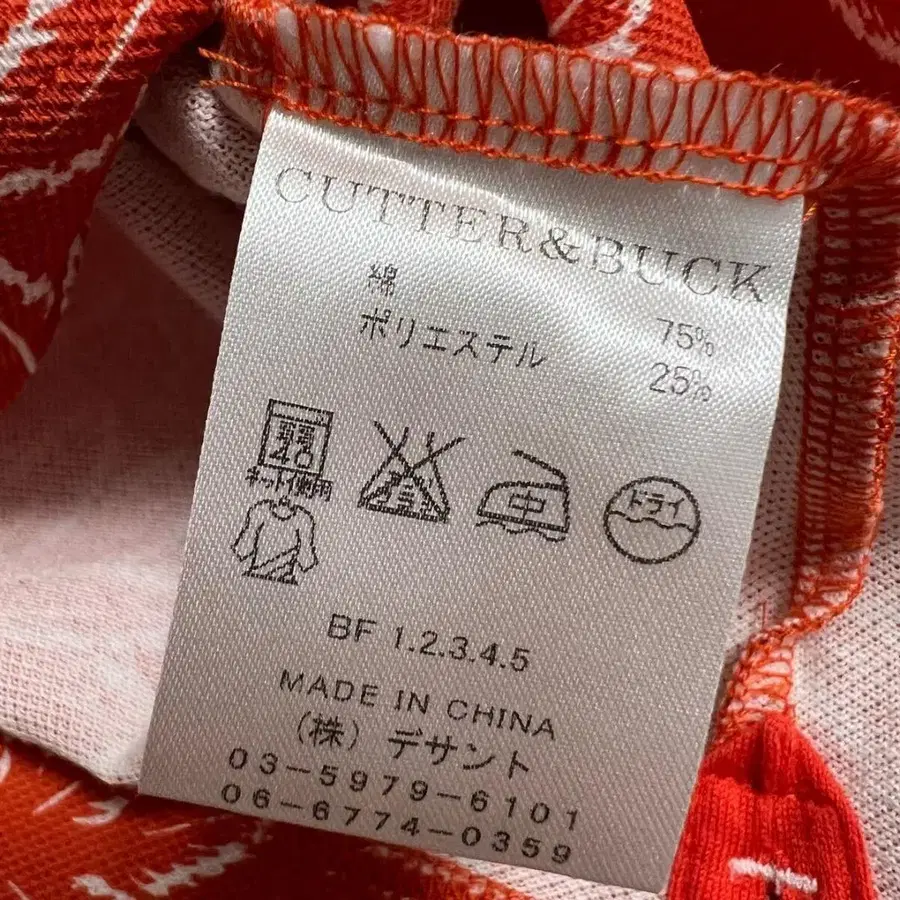 CUTTER&BUCK
綿 75%
ポリエステル 25%
弱
40
ネット使用
中
ドライ
BF 1.2.3.4.5
MADE IN CHINA
(株) デサント
03-5979-6101
06-6774-0359